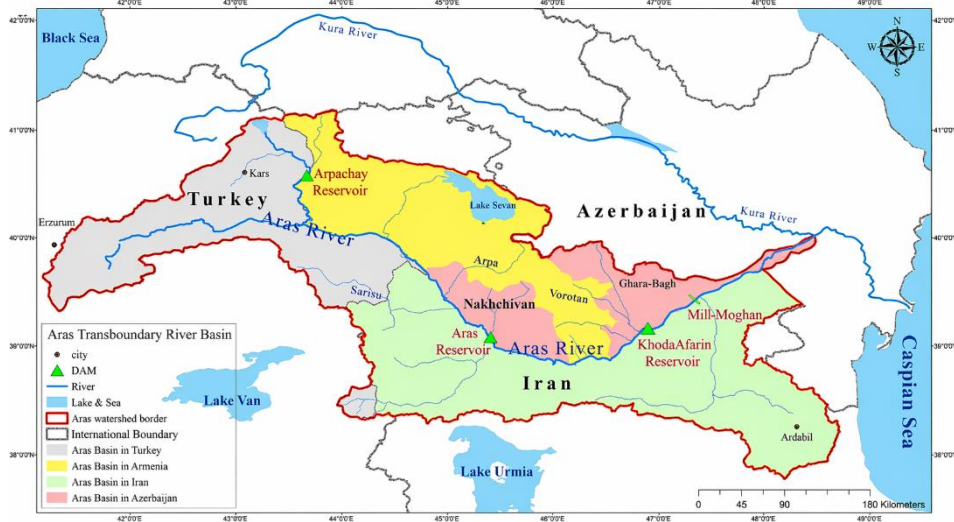 42°0'0"E
43°0'0"E
44°0'0"E
45°0'0"E
46°0'0"E
47°0'0"E
48°0'0"E
49°0'0"E
42°0'0"N
42°0'0"N
Black Sea
Kura River
N
W
E
S
41°0'0"N
41°0'0"N
Kars
Arpachay
Reservoir
Turkey
Lake Sevan
Azerbaijan
Erzurum
Aras River
Kura River
40°0'0"N
40°0'0"N
Arpa
Ghara-Bagh
Sarisu
Nakhchivan
Vorotan
Mill-Moghan
Aras
Reservoir
Aras River
KhodaAfarin
Reservoir
39°0'0"N
39°0'0"N
Iran
Caspian Sea
Lake Van
Ardabil
Lake Urmia
38°0'0"N
38°0'0"N
Aras Transboundary River Basin
city
DAM
River
Lake & Sea
Aras watershed border
International Boundary
Aras Basin in Turkey
Aras Basin in Armenia
Aras Basin in Iran
Aras Basin in Azerbaijan
0 45 90 180 Kilometers
42°0'0"E
43°0'0"E
44°0'0"E
45°0'0"E
46°0'0"E
47°0'0"E
48°0'0"E
49°0'0"E